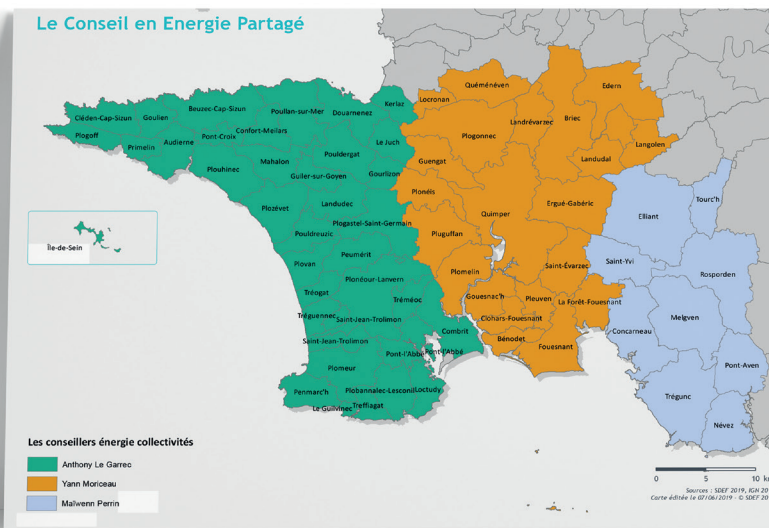 Le Conseil en Energie Partagé
Quéménéven
Edern
Locronan
Kerlaz
Beuzec-Cap-Sizun
Poullan-sur-Mer
Douarnenez
Cléden-Cap-Sizun
Goulien
Landrévarzec
Briec
Plogoff
Pont-Croix
Confort-Meilars
Plogonnec
Primelin
Audierne
Le Juch
Langolen
Mahalon
Pouldergat
Guengat
Landudal
Plouhinec
Guiler-sur-Goyen
Gourlizon
Plonéis
Tourc'h
Plozévet
Landudec
Ergué-Gabéric
Quimper
Elliant
Plogastel-Saint-Germain
Pluguffan
Pouldreuzic
Île-de-Sein
Peumérit
Saint-Yvi
Plovan
Plomelin
Saint-Évarzec
Rosporden
Plonéour-Lanvern
Tréogat
Tréméoc
Gouesnac'h
Pleuven
La Forêt-Fouesnant
Tréguennec
Saint-Jean-Trolimon
Clohars-Fouesnant
Melgven
Combrit
Concarneau
Saint-Jean-Trolimon
Bénodet
Fouesnant
Pont-l'Abbé
Pont-l'Abbé
Plomeur
Pont-Aven
Penmarc'h
Plobannalec-Lesconil
Loctudy
Trégunc
Le Guilvinec
Treffiagat
Névez
Les conseillers énergie collectivités
Anthony Le Garrec
Yann Moriceau
Maïwenn Perrin
0 5 10 k
Sources : SDEF 2019, IGN 20
Carte éditée le 07/06/2019 - © SDEF 20